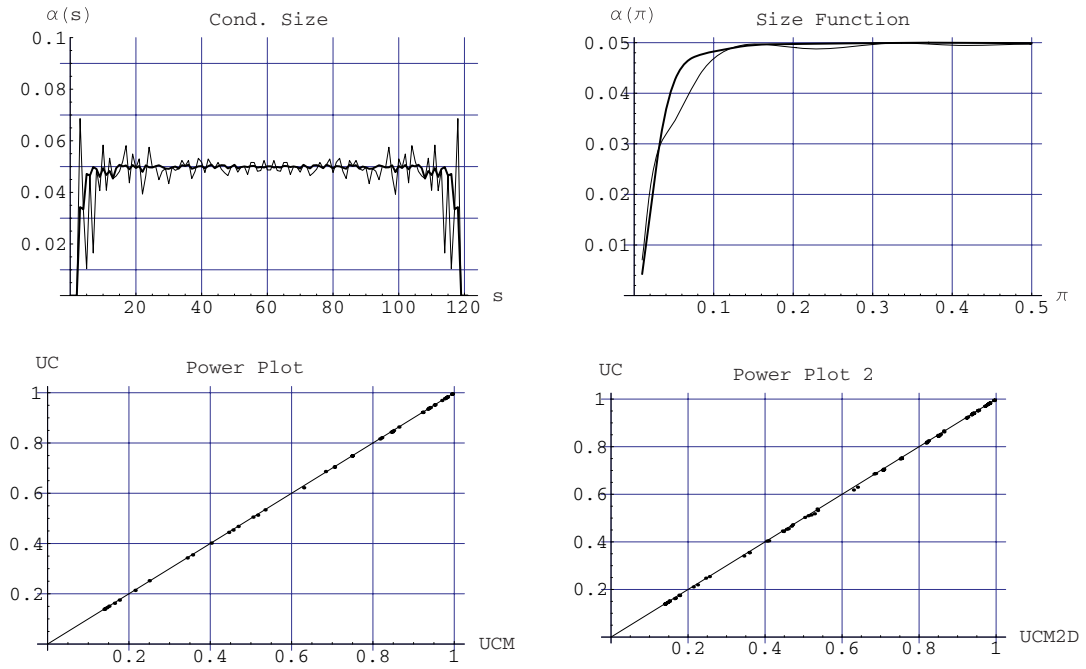 α(s)
Cond. Size
0.1
0.08
0.06
0.04
0.02
20 40 60 80 100 120 s
α(π)
Size Function
0.05
0.04
0.03
0.02
0.01
0.1 0.2 0.3 0.4 0.5 π
UC
Power Plot
1
0.8
0.6
0.4
0.2
0.2 0.4 0.6 0.8 1 UCM
UC
Power Plot 2
1
0.8
0.6
0.4
0.2
0.2 0.4 0.6 0.8 1 UCM2D